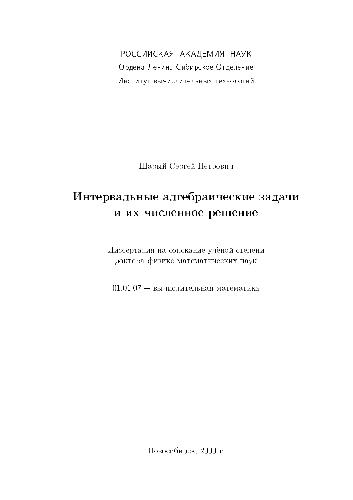 РОССИЙСКАЯ АКАДЕМИЯ НАУК
Ордена Ленина Сибирское Отделение
Институт вычислительных технологий
Шарый Сергей Петрович
Интервальные алгебраические задачи
и их численное решение
Диссертация на соискание учёной степени
доктора физико-математических наук
01.01.07 — вычислительная математика
Новосибирск,